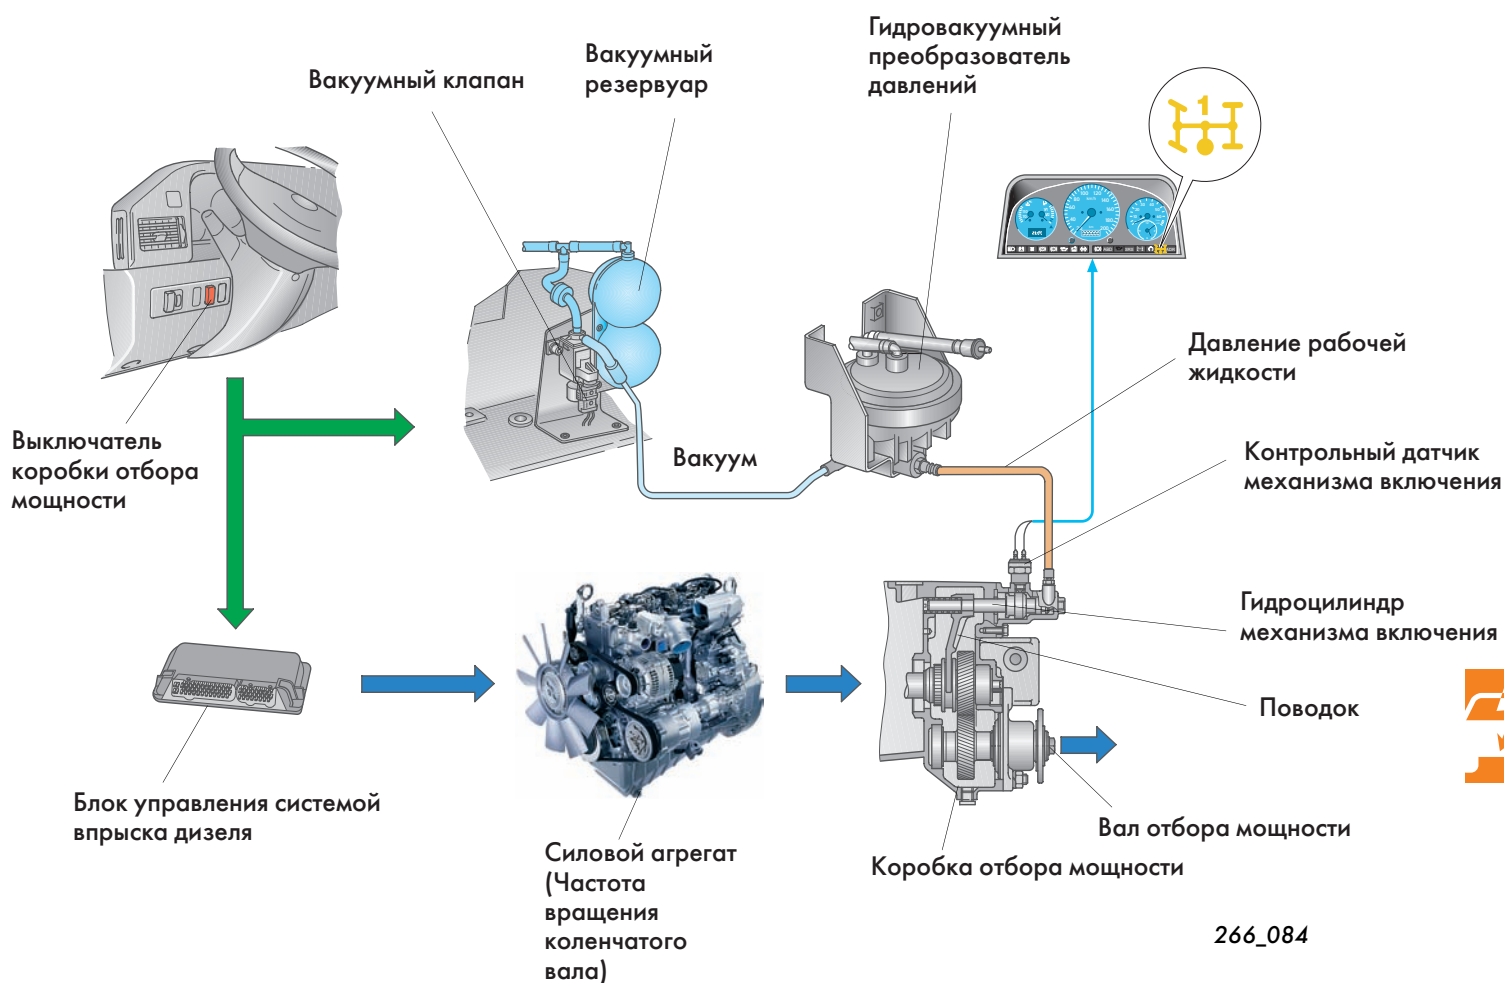 Гидровакуумный
преобразователь
давлений
Вакуумный
резервуар
Вакуумный клапан
1
Давление рабочей
жидкости
Выключатель
коробки отбора
мощности
Вакуум
Контрольный датчик
механизма включения
Гидроцилиндр
механизма включения
Поводок
Блок управления системой
впрыска дизеля
Вал отбора мощности
Силовой агрегат
(Частота
вращения
коленчатого
вала)
Коробка отбора мощности
266_084